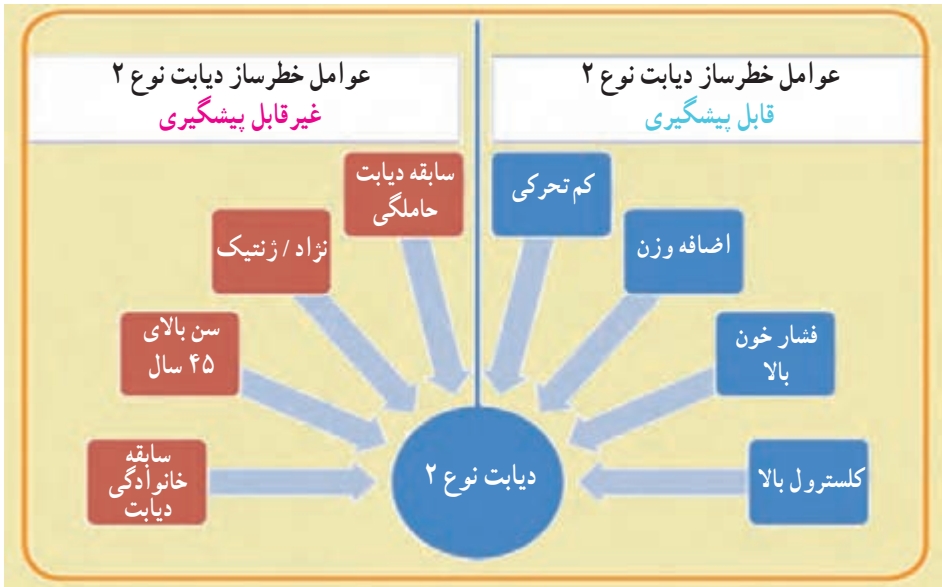 عوامل خطرساز دیابت نوع ۲
قابل پیشگیری
عوامل خطرساز دیابت نوع ۲
غیرقابل پیشگیری
کم تحرکی
اضافه وزن
فشار خون
بالا
کلسترول بالا
سابقه دیابت
حاملگی
نژاد / ژنتیک
سن بالای
۴۵ سال
سابقه
خانوادگی
دیابت
دیابت نوع ۲